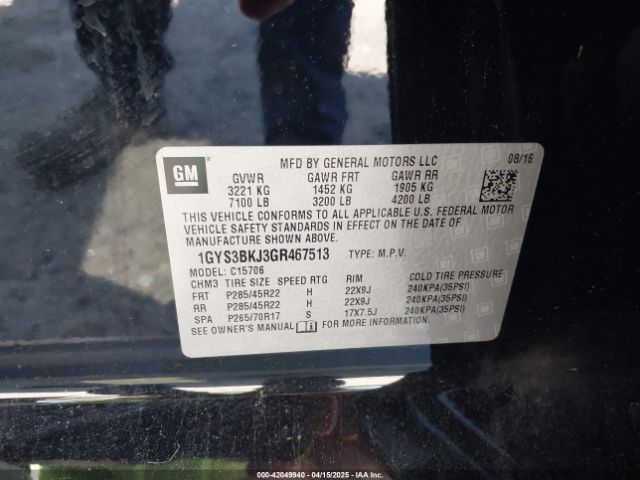 GM
MFD BY GENERAL MOTORS LLC 08/16
GVWR GAWR FRT GAWR RR
3221 KG 1452 KG 1905 KG
7100 LB 3200 LB 4200 LB
THIS VEHICLE CONFORMS TO ALL APPLICABLE U.S. FEDERAL MOTOR
VEHICLE SAFETY STANDARDS IN EFFECT ON THE DATE OF
MANUFACTURE SHOWN ABOVE.
1GYS3BKJ3GR467513 TYPE: M.P.V.
MODEL: C15706
CHM3 TIRE SIZE SPEED RTG RIM COLD TIRE PRESSURE
FRT P285/45R22 H 22X9J 240KPA(35PSI)
RR P285/45R22 H 22X9J 240KPA(35PSI)
SPA P265/70R17 S 17X7.5J 240KPA(35PSI)
SEE OWNER'S MANUAL FOR MORE INFORMATION.
000-42049940 - 04/15/2025 - IAA Inc.